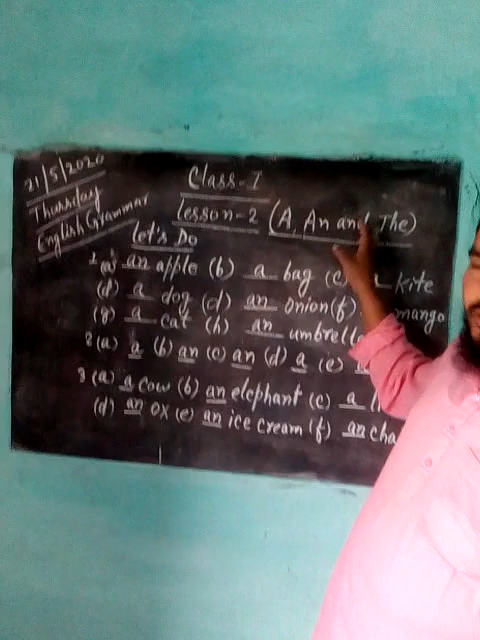 21/5/2020
Thursday
English Grammar
Class-I
Lesson-2 (A, An and The)
Let's Do
1 (a) an apple (b) a bag (c) a kite
(d) a dog (d) an onion (f) mango
(g) a cat (h) an umbrella
2 (a) a (b) an (c) an (d) a (e)
3 (a) a cow (b) an elephant (c) a
(d) an ox (e) an ice cream (f) an cha